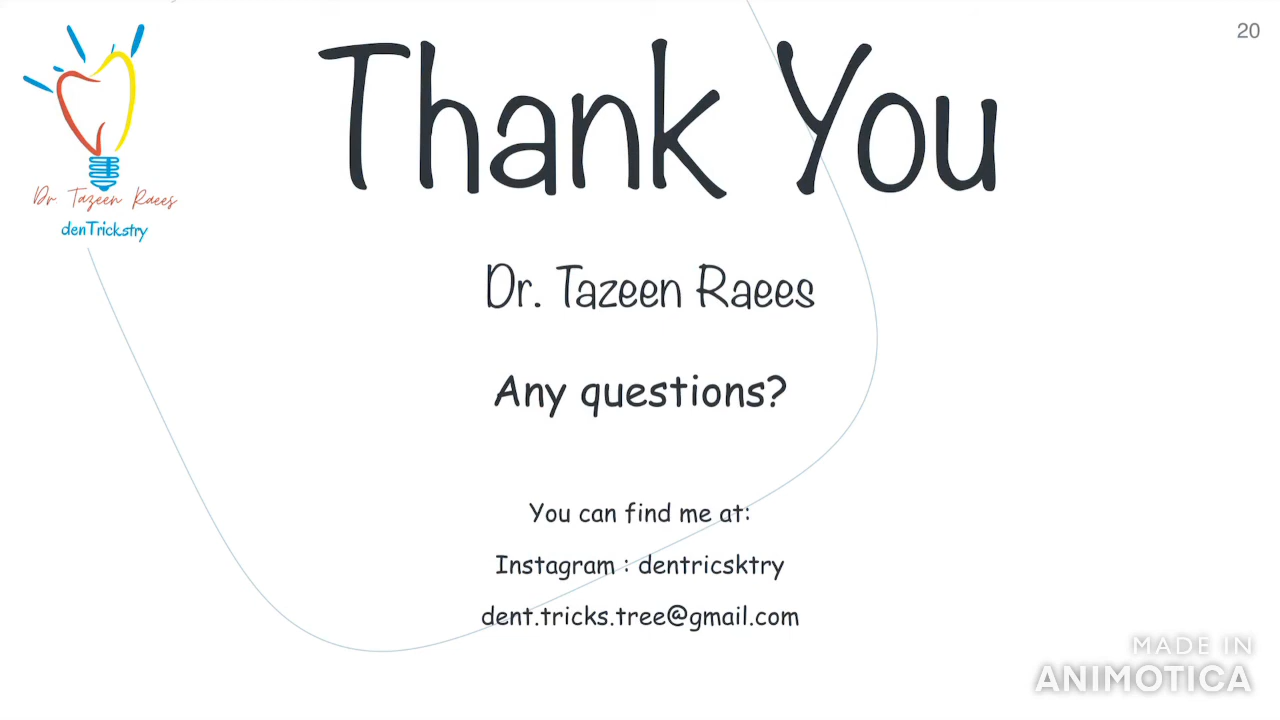 20
Thank You
Dr. Tazeen Raees
denTrickstry
Dr. Tazeen Raees
Any questions?
You can find me at:
Instagram : dentricsktry
dent.tricks.tree@gmail.com
MADE IN
ANIMOTICA